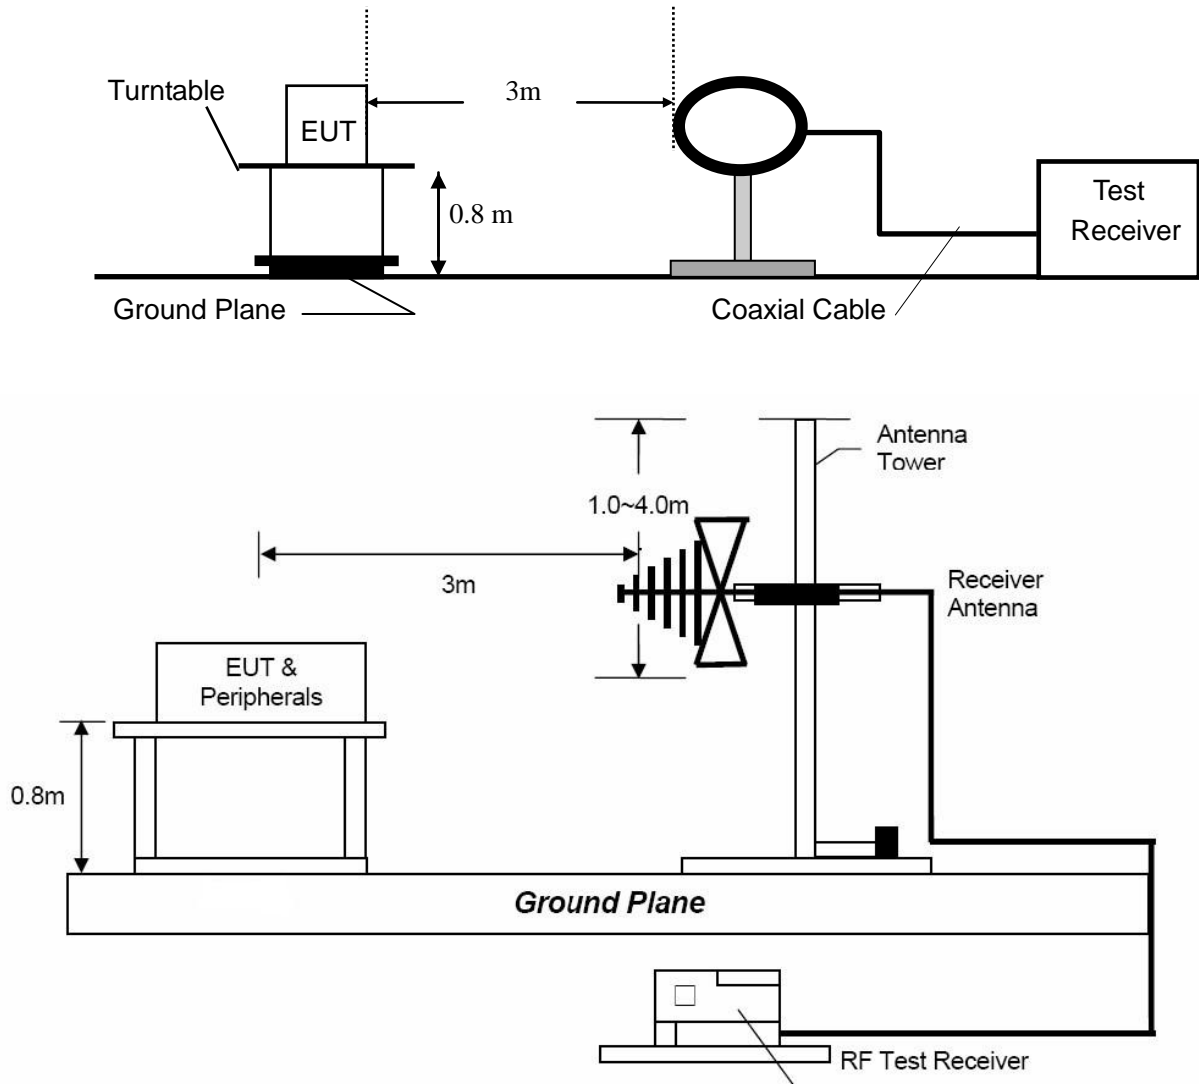 Turntable
3m
EUT
0.8 m
Test
Receiver
Ground Plane
Coaxial Cable
Antenna
Tower
1.0~4.0m
3m
Receiver
Antenna
EUT &
Peripherals
0.8m
Ground Plane
RF Test Receiver